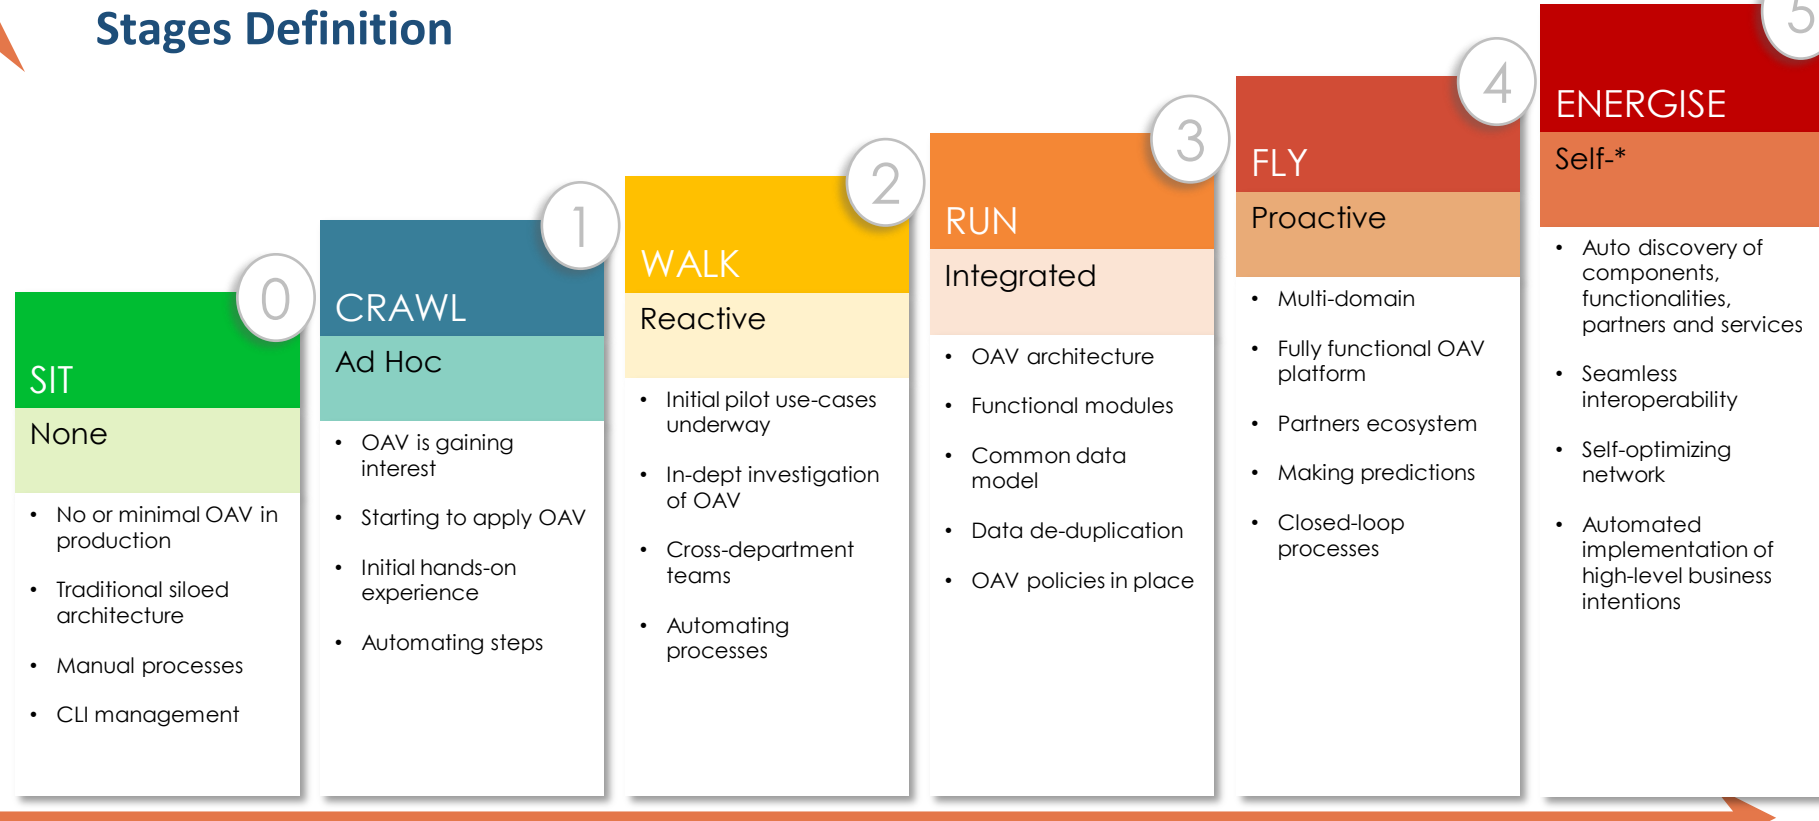 Stages Definition
0
SIT
None
• No or minimal OAV in
production
• Traditional siloed
architecture
• Manual processes
• CLI management
1
CRAWL
Ad Hoc
• OAV is gaining
interest
• Starting to apply OAV
• Initial hands-on
experience
• Automating steps
2
WALK
Reactive
• Initial pilot use-cases
underway
• In-dept investigation
of OAV
• Cross-department
teams
• Automating
processes
3
RUN
Integrated
• OAV architecture
• Functional modules
• Common data
model
• Data de-duplication
• OAV policies in place
4
FLY
Proactive
• Multi-domain
• Fully functional OAV
platform
• Partners ecosystem
• Making predictions
• Closed-loop
processes
5
ENERGISE
Self-*
• Auto discovery of
components,
functionalities,
partners and services
• Seamless
interoperability
• Self-optimizing
network
• Automated
implementation of
high-level business
intentions